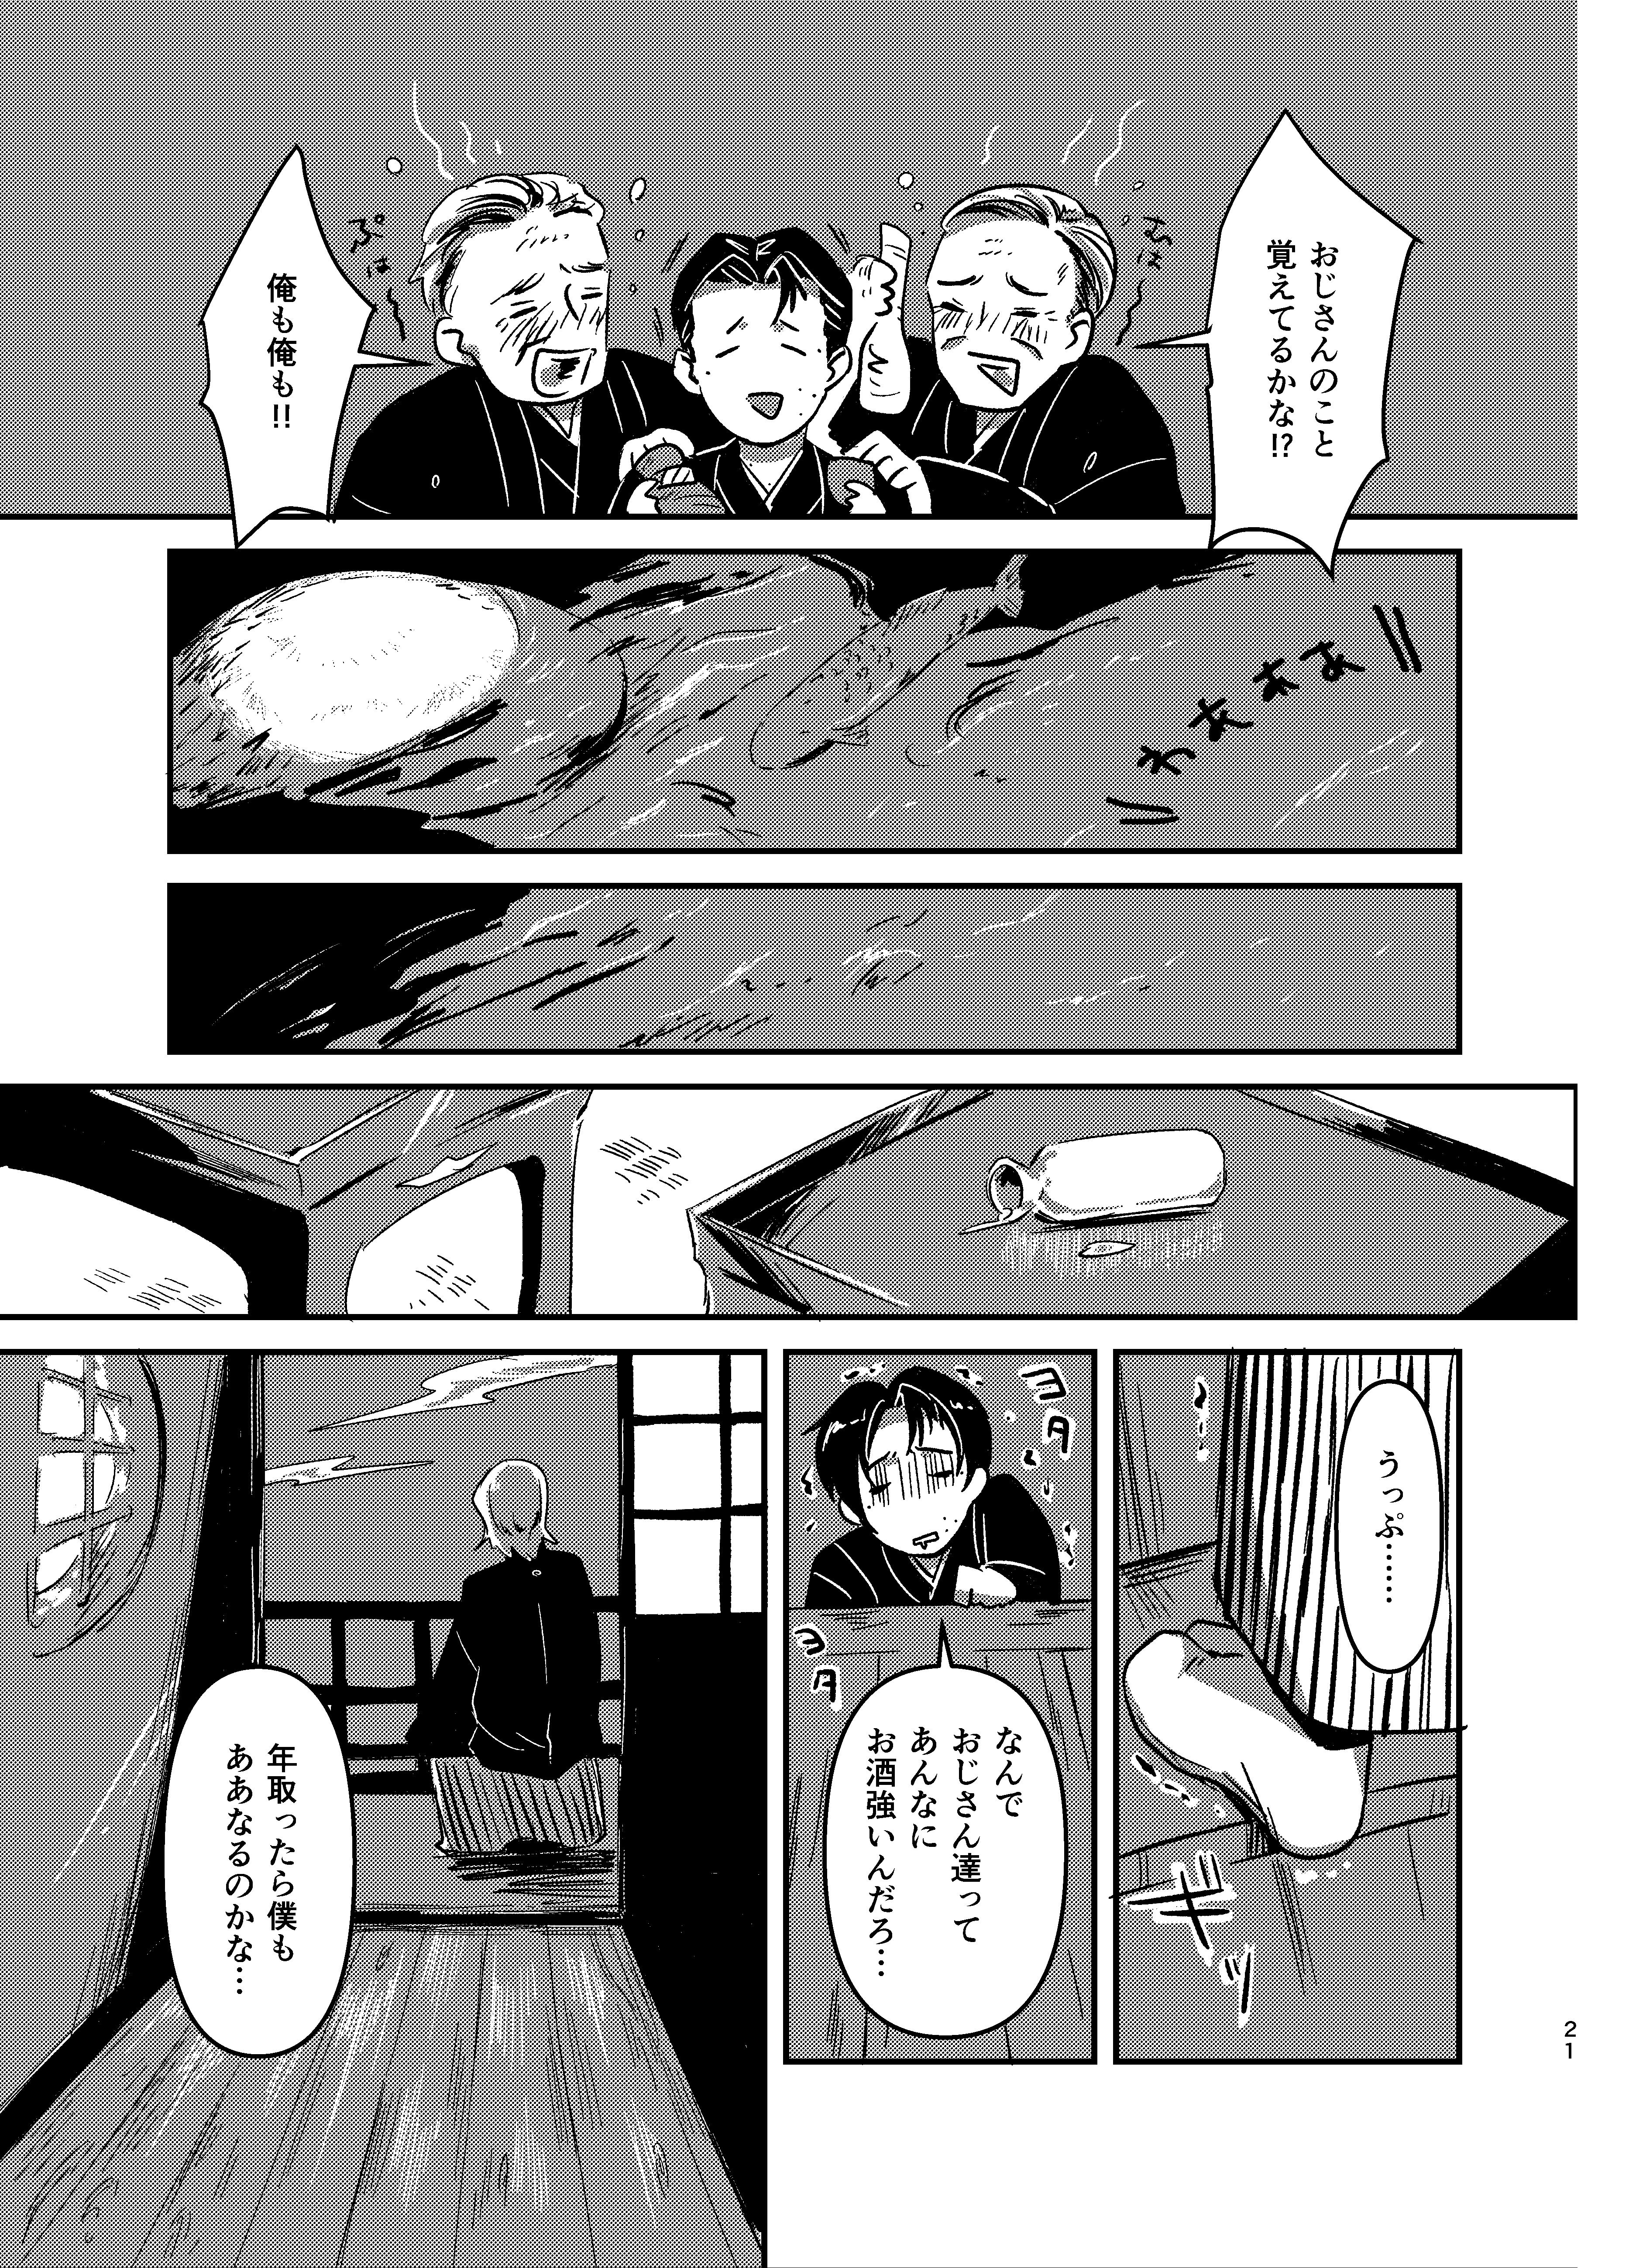 おじさんのこと
覚えてるかな!?
むは
俺も俺も!!
ぷは
わぁぁぁ
うっぷ……
ギッ
ヨタ
なんで
おじさん達って
あんなに
お酒強いんだろ…
ヨタ
年取ったら僕も
ああなるのかな…
21